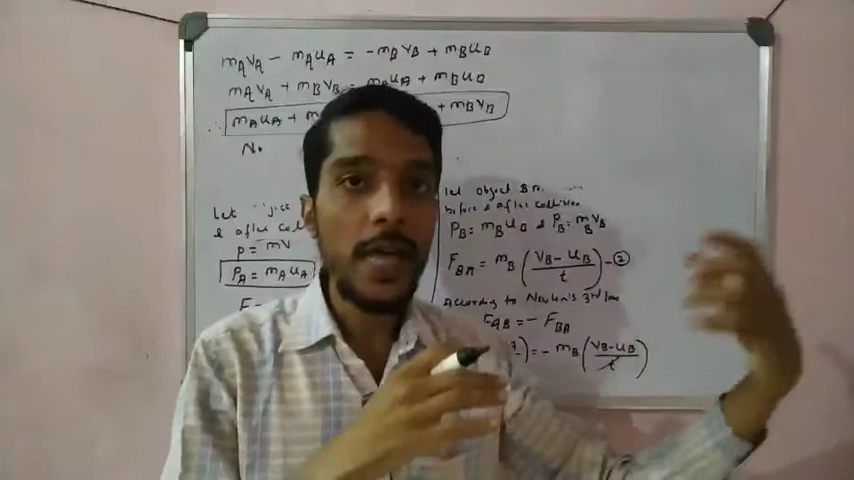 mAVA - mAUA = -mBVB + mBUB
mAVA + mBVB = mAUA + mBUB
∴ mAUA + m + mBVB
N.
Let
& after col
p = mV
PA = mAUA
F
let object B
before & after collision
PB = mBUB & PB = mBVB
FBA = mB (VB - UB / t) - ②
According to Newton's 3rd law
FAB = - FBA
) = - mB (VB - UB / t)